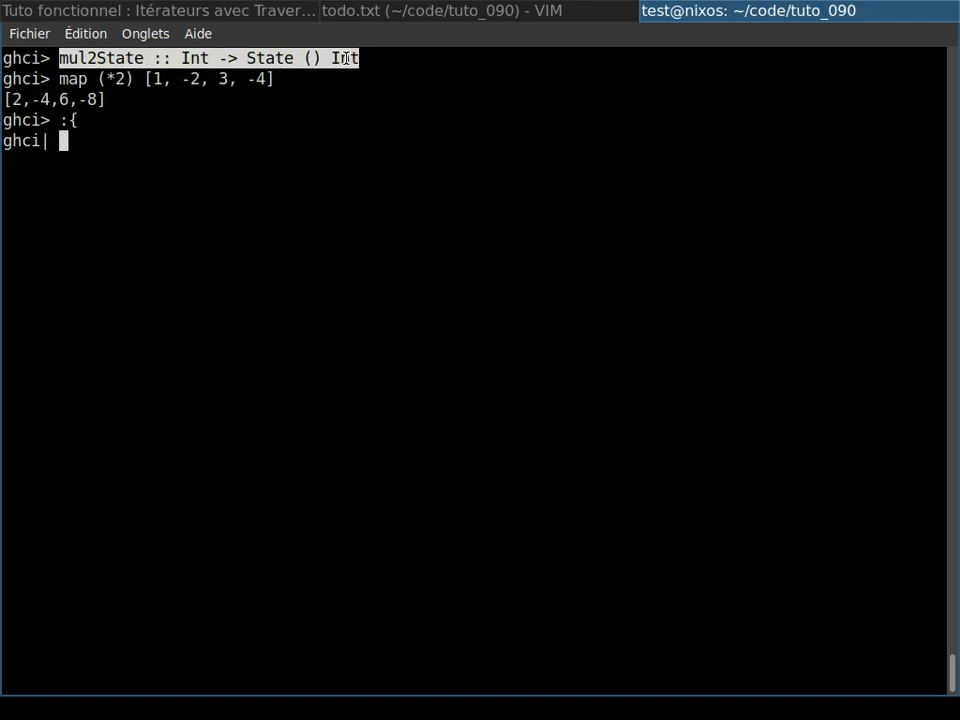 Tuto fonctionnel : Itérateurs avec Traver... todo.txt (~/code/tuto_090) - VIM test@nixos: ~/code/tuto_090
Fichier Édition Onglets Aide
ghci> mul2State :: Int -> State () Int
ghci> map (*2) [1, -2, 3, -4]
[2,-4,6,-8]
ghci> :{
ghci|